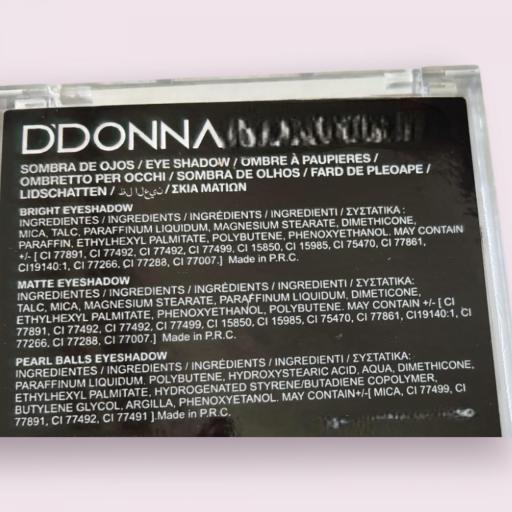 D'DONNA
SOMBRA DE OJOS / EYE SHADOW / OMBRE À PAUPIERES /
OMBRETTO PER OCCHI / SOMBRA DE OLHOS / FARD DE PLEOAPE /
LIDSCHATTEN / ظل العين / ΣΚΙΑ ΜΑΤΙΩΝ
BRIGHT EYESHADOW
INGREDIENTES / INGREDIENTS / INGRÉDIENTS / INGREDIENTI / ΣΥΣΤΑΤΙΚΑ :
MICA, TALC, PARAFFINUM LIQUIDUM, MAGNESIUM STEARATE, DIMETHICONE,
PARAFFIN, ETHYLHEXYL PALMITATE, POLYBUTENE, PHENOXYETHANOL. MAY CONTAIN
+/- [ CI 77891, CI 77492, CI 77492, CI 77499, CI 15850, CI 15985, CI 75470, CI 77861,
CI19140:1, CI 77266, CI 77288, CI 77007.] Made in P.R.C.
MATTE EYESHADOW
INGREDIENTES / INGREDIENTS / INGRÉDIENTS / INGREDIENTI / ΣΥΣΤΑΤΙΚΑ:
TALC, MICA, MAGNESIUM STEARATE, PARAFFINUM LIQUIDUM, DIMETICONE,
ETHYLHEXYL PALMITATE, PHENOXYETHANOL. MAY CONTAIN +/- [ CI
77891, CI 77492, CI 77492, CI 77499, CI 15850, CI 15985, CI 75470, CI 77861, CI19140:1, CI
77266, CI 77288, CI 77007.] Made in P.R.C.
PEARL BALLS EYESHADOW
INGREDIENTES / INGREDIENTS / INGRÉDIENTS / INGREDIENTI / ΣΥΣΤΑΤΙΚΑ:
PARAFFINUM LIQUIDUM, POLYBUTENE, HYDROXYSTEARIC ACID, AQUA, DIMETHICONE,
ETHYLHEXYL PALMITATE, HYDROGENATED STYRENE/BUTADIENE COPOLYMER,
BUTYLENE GLYCOL, ARGILLA, PHENOXYETANOL. MAY CONTAIN+/-[ MICA, CI 77499, CI
77891, CI 77492, CI 77491 ].Made in P.R.C.